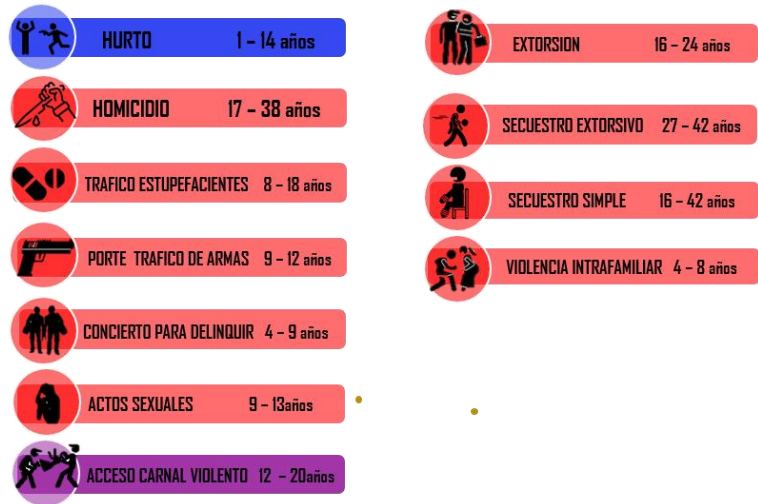 HURTO 1 – 14 años
HOMICIDIO 17 – 38 años
TRAFICO ESTUPEFACIENTES 8 – 18 años
PORTE TRAFICO DE ARMAS 9 – 12 años
CONCIERTO PARA DELINQUIR 4 – 9 años
ACTOS SEXUALES 9 – 13años
ACCESO CARNAL VIOLENTO 12 – 20años
EXTORSION 16 – 24 años
SECUESTRO EXTORSIVO 27 – 42 años
SECUESTRO SIMPLE 16 – 42 años
VIOLENCIA INTRAFAMILIAR 4 – 8 años